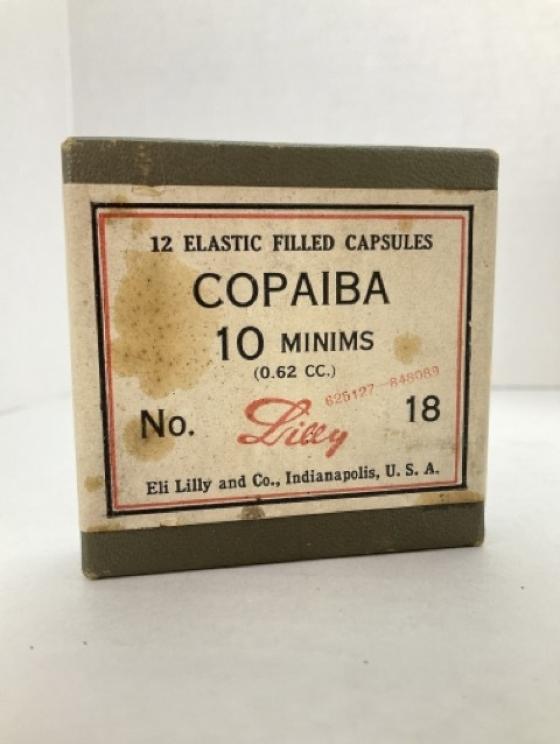 12 ELASTIC FILLED CAPSULES
COPAIBA
10 MINIMS
(0.62 CC.)
625127-848089
No. Lilly 18
Eli Lilly and Co., Indianapolis, U. S. A.